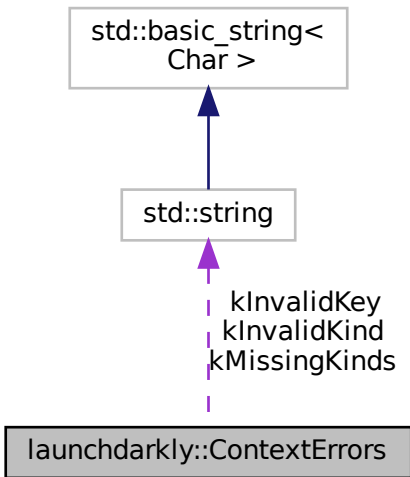 std::basic_string<
Char >
std::string
kInvalidKey
kInvalidKind
kMissingKinds
launchdarkly::ContextErrors